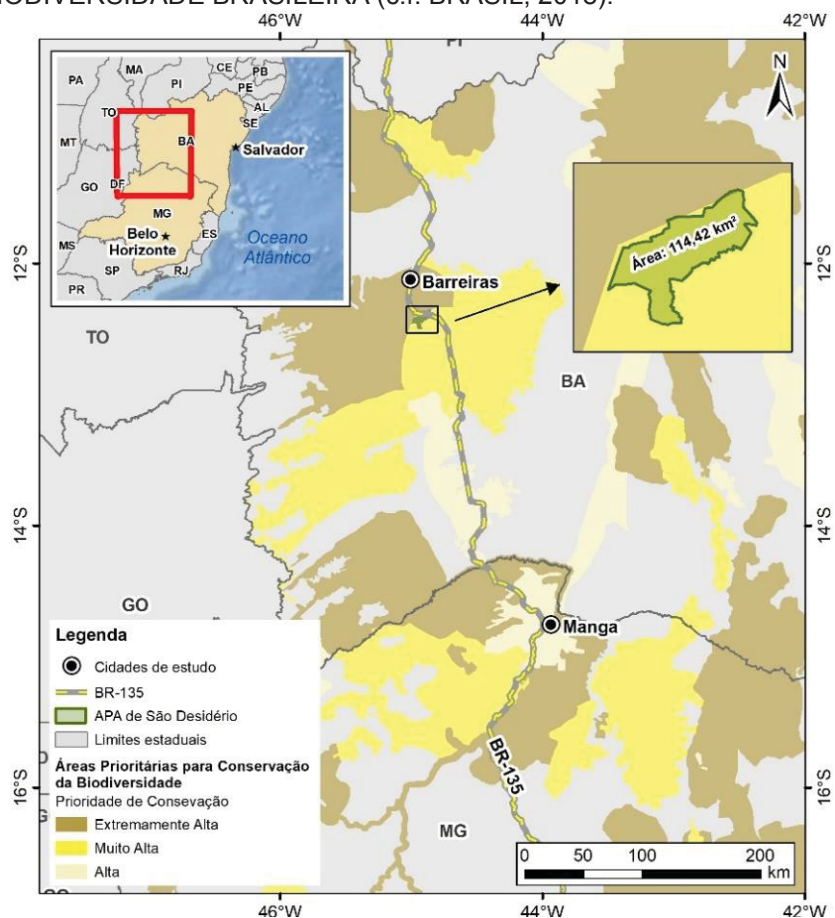 BIODIVERSIDADE BRASILEIRA (c.f. BRASIL, 2018).
46°W
44°W
42°W
PI
N
PA
MA
PI
CE
PB
PE
AL
TO
SE
BA
MT
Salvador
GO
DF
MG
Belo
Horizonte
ES
MS
SP
RJ
PR
Oceano
Atlântico
Área: 114,42 km²
12°S
12°S
Barreiras
TO
BA
14°S
14°S
GO
Manga
Legenda
Cidades de estudo
BR-135
APA de São Desidério
Limites estaduais
Áreas Prioritárias para Conservação
da Biodiversidade
Prioridade de Consevação
Extremamente Alta
Muito Alta
Alta
16°S
16°S
BR-135
MG
0 50 100 200
km
46°W
44°W
42°W